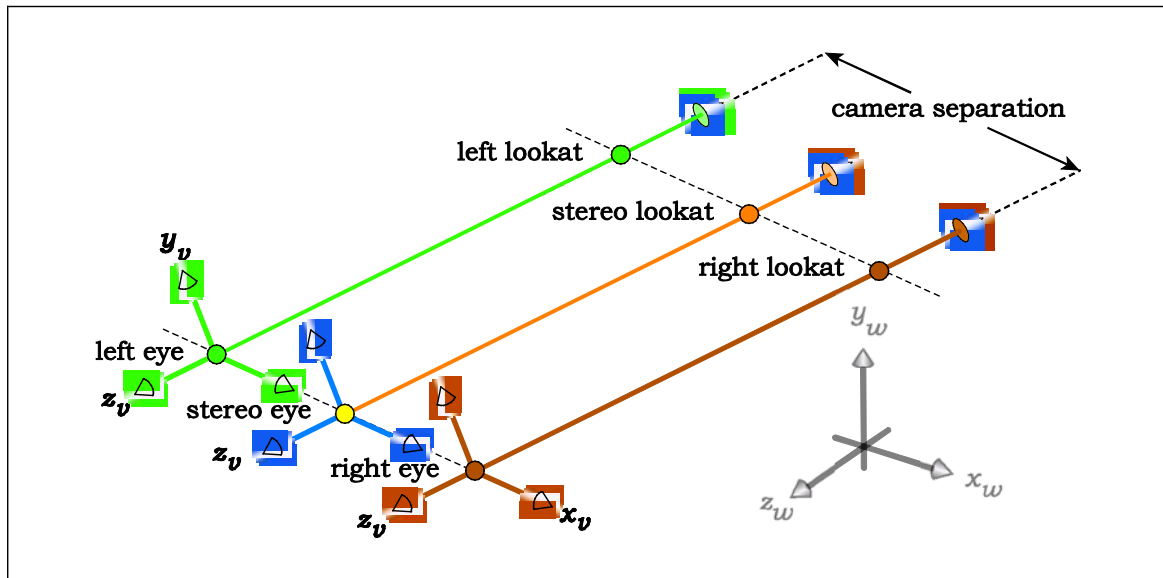 camera separation
left lookat
stereo lookat
right lookat
y_v
y_w
left eye
z_v
stereo eye
z_v
right eye
x_w
z_w
z_v
x_v